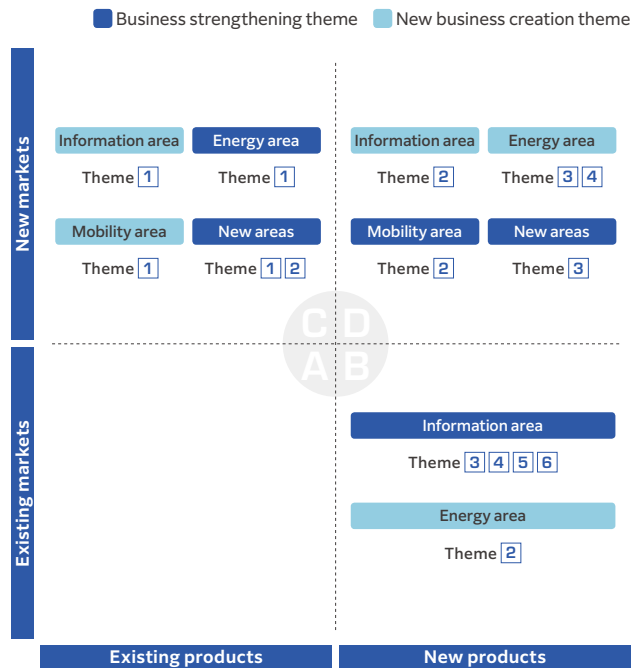 Business strengthening theme New business creation theme
New markets
Information area Energy area
Theme 1 Theme 1
Mobility area New areas
Theme 1 Theme 1 2
Information area Energy area
Theme 2 Theme 3 4
Mobility area New areas
Theme 2 Theme 3
C D
A B
Existing markets
Information area
Theme 3 4 5 6
Energy area
Theme 2
Existing products New products